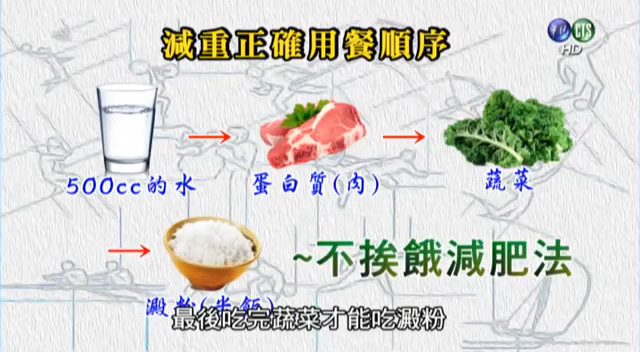 減重正確用餐順序
CTS
HD
500cc的水
蛋白質(肉)
蔬菜
~不挨餓減肥法
澱粉(米飯)
最後吃完蔬菜才能吃澱粉